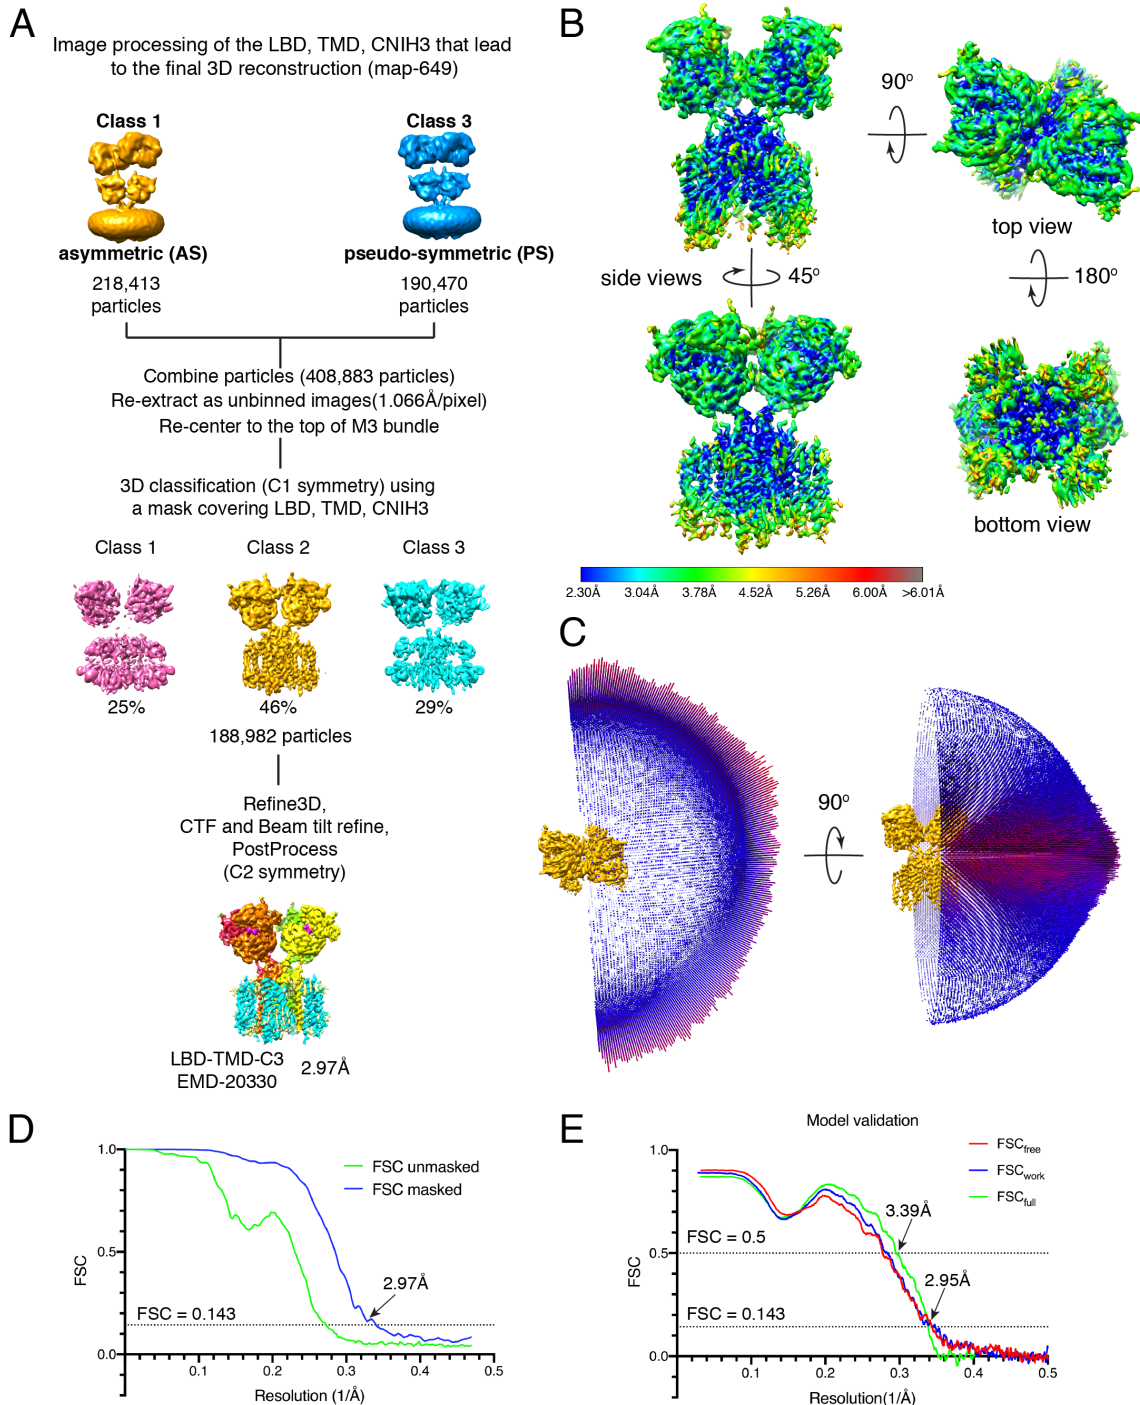 A
Image processing of the LBD, TMD, CNIH3 that lead
to the final 3D reconstruction (map-649)
Class 1
Class 3
asymmetric (AS)
pseudo-symmetric (PS)
218,413
particles
190,470
particles
Combine particles (408,883 particles)
Re-extract as unbinned images(1.066Å/pixel)
Re-center to the top of M3 bundle
3D classification (C1 symmetry) using
a mask covering LBD, TMD, CNIH3
Class 1
Class 2
Class 3
25%
46%
29%
188,982 particles
Refine3D,
CTF and Beam tilt refine,
PostProcess
(C2 symmetry)
LBD-TMD-C3
EMD-20330
2.97Å
B
90º
top view
side views
45º
180º
bottom view
2.30Å 3.04Å 3.78Å 4.52Å 5.26Å 6.00Å >6.01Å
C
90º
D
1.0
0.5
0.0
FSC
FSC unmasked
FSC masked
2.97Å
FSC = 0.143
0.1 0.2 0.3 0.4 0.5
Resolution (1/Å)
E
Model validation
1.0
0.5
0.0
FSC
FSCfree
FSCwork
FSCfull
3.39Å
FSC = 0.5
2.95Å
FSC = 0.143
0.1 0.2 0.3 0.4 0.5
Resolution(1/Å)